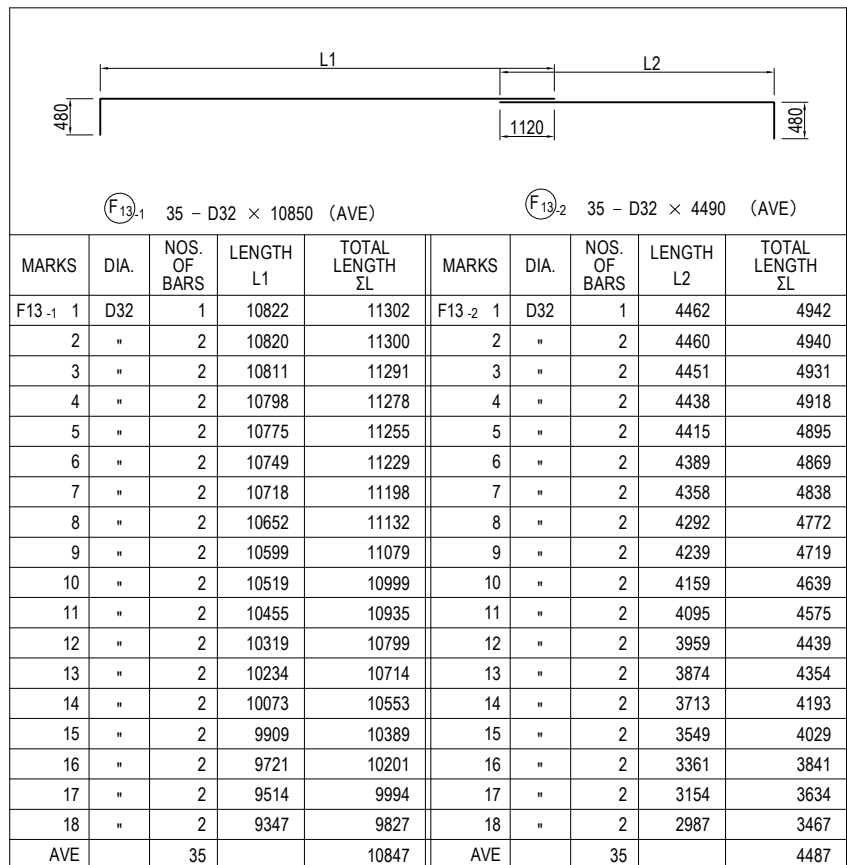 L1
L2
480
1120
480
F13-1 35 – D32 × 10850 (AVE)
F13-2 35 – D32 × 4490 (AVE)
MARKS DIA. NOS. OF BARS LENGTH L1 TOTAL LENGTH ΣL MARKS DIA. NOS. OF BARS LENGTH L2 TOTAL LENGTH ΣL
F13 -1 1 D32 1 10822 11302 F13 -2 1 D32 1 4462 4942
2 " 2 10820 11300 2 " 2 4460 4940
3 " 2 10811 11291 3 " 2 4451 4931
4 " 2 10798 11278 4 " 2 4438 4918
5 " 2 10775 11255 5 " 2 4415 4895
6 " 2 10749 11229 6 " 2 4389 4869
7 " 2 10718 11198 7 " 2 4358 4838
8 " 2 10652 11132 8 " 2 4292 4772
9 " 2 10599 11079 9 " 2 4239 4719
10 " 2 10519 10999 10 " 2 4159 4639
11 " 2 10455 10935 11 " 2 4095 4575
12 " 2 10319 10799 12 " 2 3959 4439
13 " 2 10234 10714 13 " 2 3874 4354
14 " 2 10073 10553 14 " 2 3713 4193
15 " 2 9909 10389 15 " 2 3549 4029
16 " 2 9721 10201 16 " 2 3361 3841
17 " 2 9514 9994 17 " 2 3154 3634
18 " 2 9347 9827 18 " 2 2987 3467
AVE 35 10847 AVE 35 4487